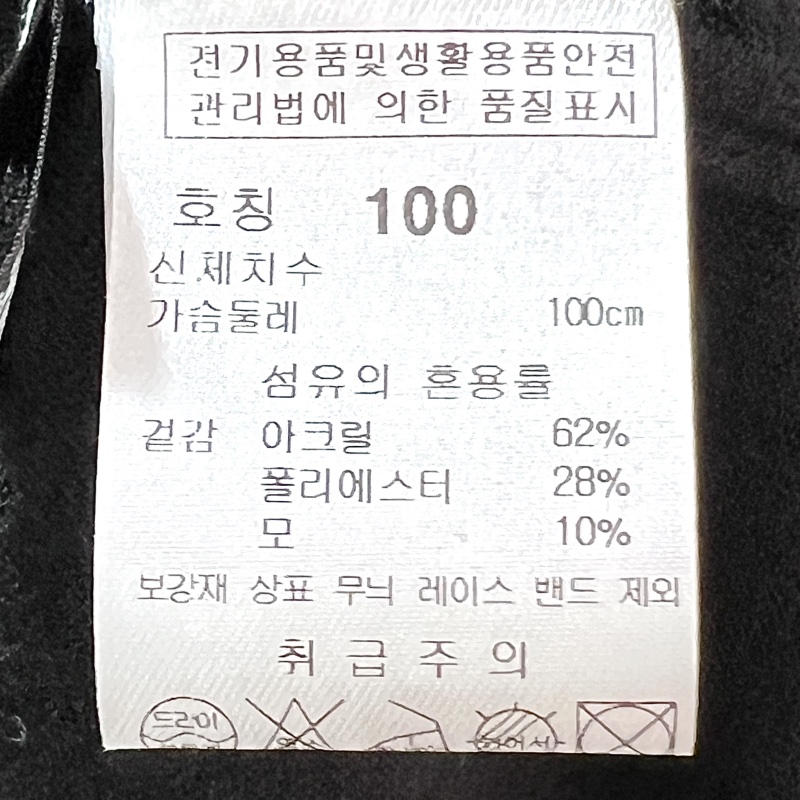 전기용품및생활용품안전
관리법에 의한 품질표시
호칭 100
신체치수
가슴둘레 100cm
섬유의 혼용률
겉감 아크릴 62%
폴리에스터 28%
모 10%
보강재 상표 무늬 레이스 밴드 제외
취급주의
드라이